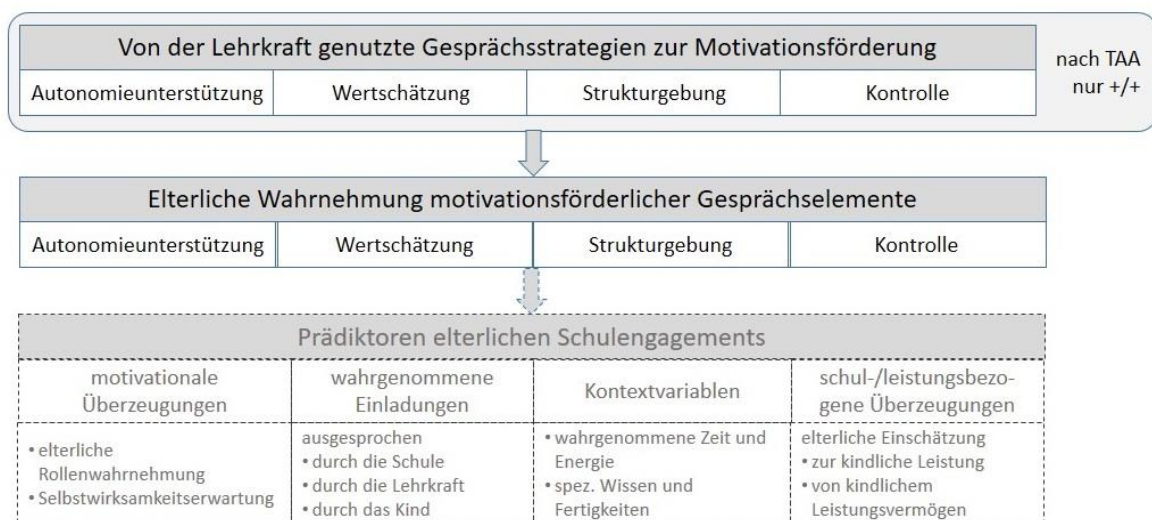 Von der Lehrkraft genutzte Gesprächsstrategien zur Motivationsförderung
Autonomieunterstützung
Wertschätzung
Strukturgebung
Kontrolle
nach TAA
nur +/+
Elterliche Wahrnehmung motivationsförderlicher Gesprächselemente
Autonomieunterstützung
Wertschätzung
Strukturgebung
Kontrolle
Prädiktoren elterlichen Schulengagements
motivationale
Überzeugungen
wahrgenommene
Einladungen
Kontextvariablen
schul-/leistungsbezo-
gene Überzeugungen
• elterliche
Rollenwahrnehmung
• Selbstwirksamkeitserwartung
ausgesprochen
• durch die Schule
• durch die Lehrkraft
• durch das Kind
• wahrgenommene Zeit und
Energie
• spez. Wissen und
Fertigkeiten
elterliche Einschätzung
• zur kindliche Leistung
• von kindlichem
Leistungsvermögen